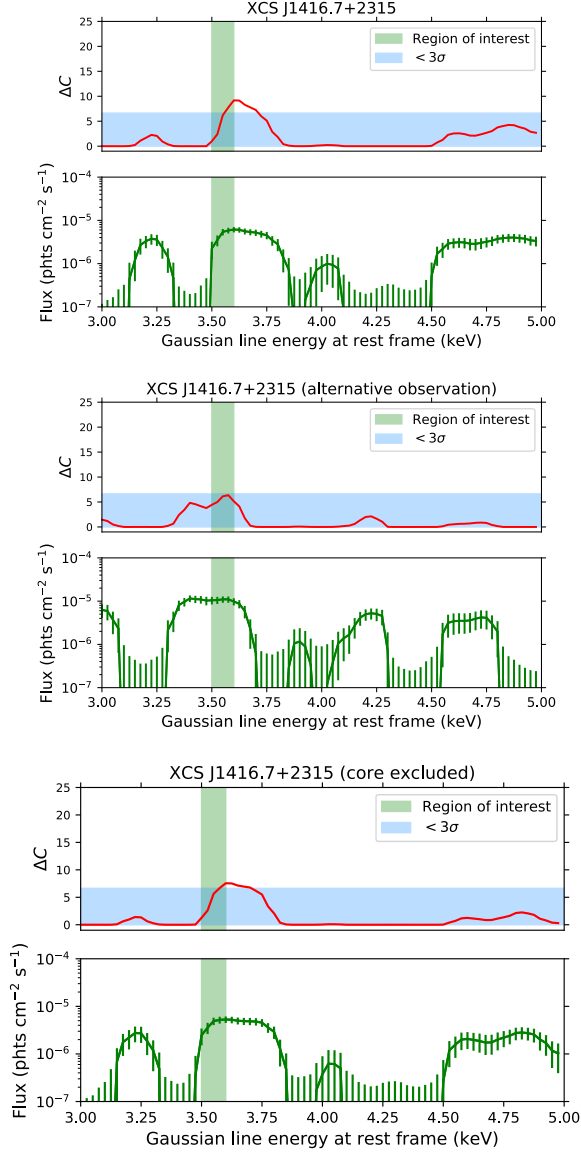 XCS J1416.7+2315
25
20
15
10
5
0
ΔC
Region of interest
< 3σ
10⁻⁴
10⁻⁵
10⁻⁶
10⁻⁷
Flux (phts cm⁻² s⁻¹)
3.00 3.25 3.50 3.75 4.00 4.25 4.50 4.75 5.00
Gaussian line energy at rest frame (keV)
XCS J1416.7+2315 (alternative observation)
25
20
15
10
5
0
ΔC
Region of interest
< 3σ
10⁻⁴
10⁻⁵
10⁻⁶
10⁻⁷
Flux (phts cm⁻² s⁻¹)
3.00 3.25 3.50 3.75 4.00 4.25 4.50 4.75 5.00
Gaussian line energy at rest frame (keV)
XCS J1416.7+2315 (core excluded)
25
20
15
10
5
0
ΔC
Region of interest
< 3σ
10⁻⁴
10⁻⁵
10⁻⁶
10⁻⁷
Flux (phts cm⁻² s⁻¹)
3.00 3.25 3.50 3.75 4.00 4.25 4.50 4.75 5.00
Gaussian line energy at rest frame (keV)